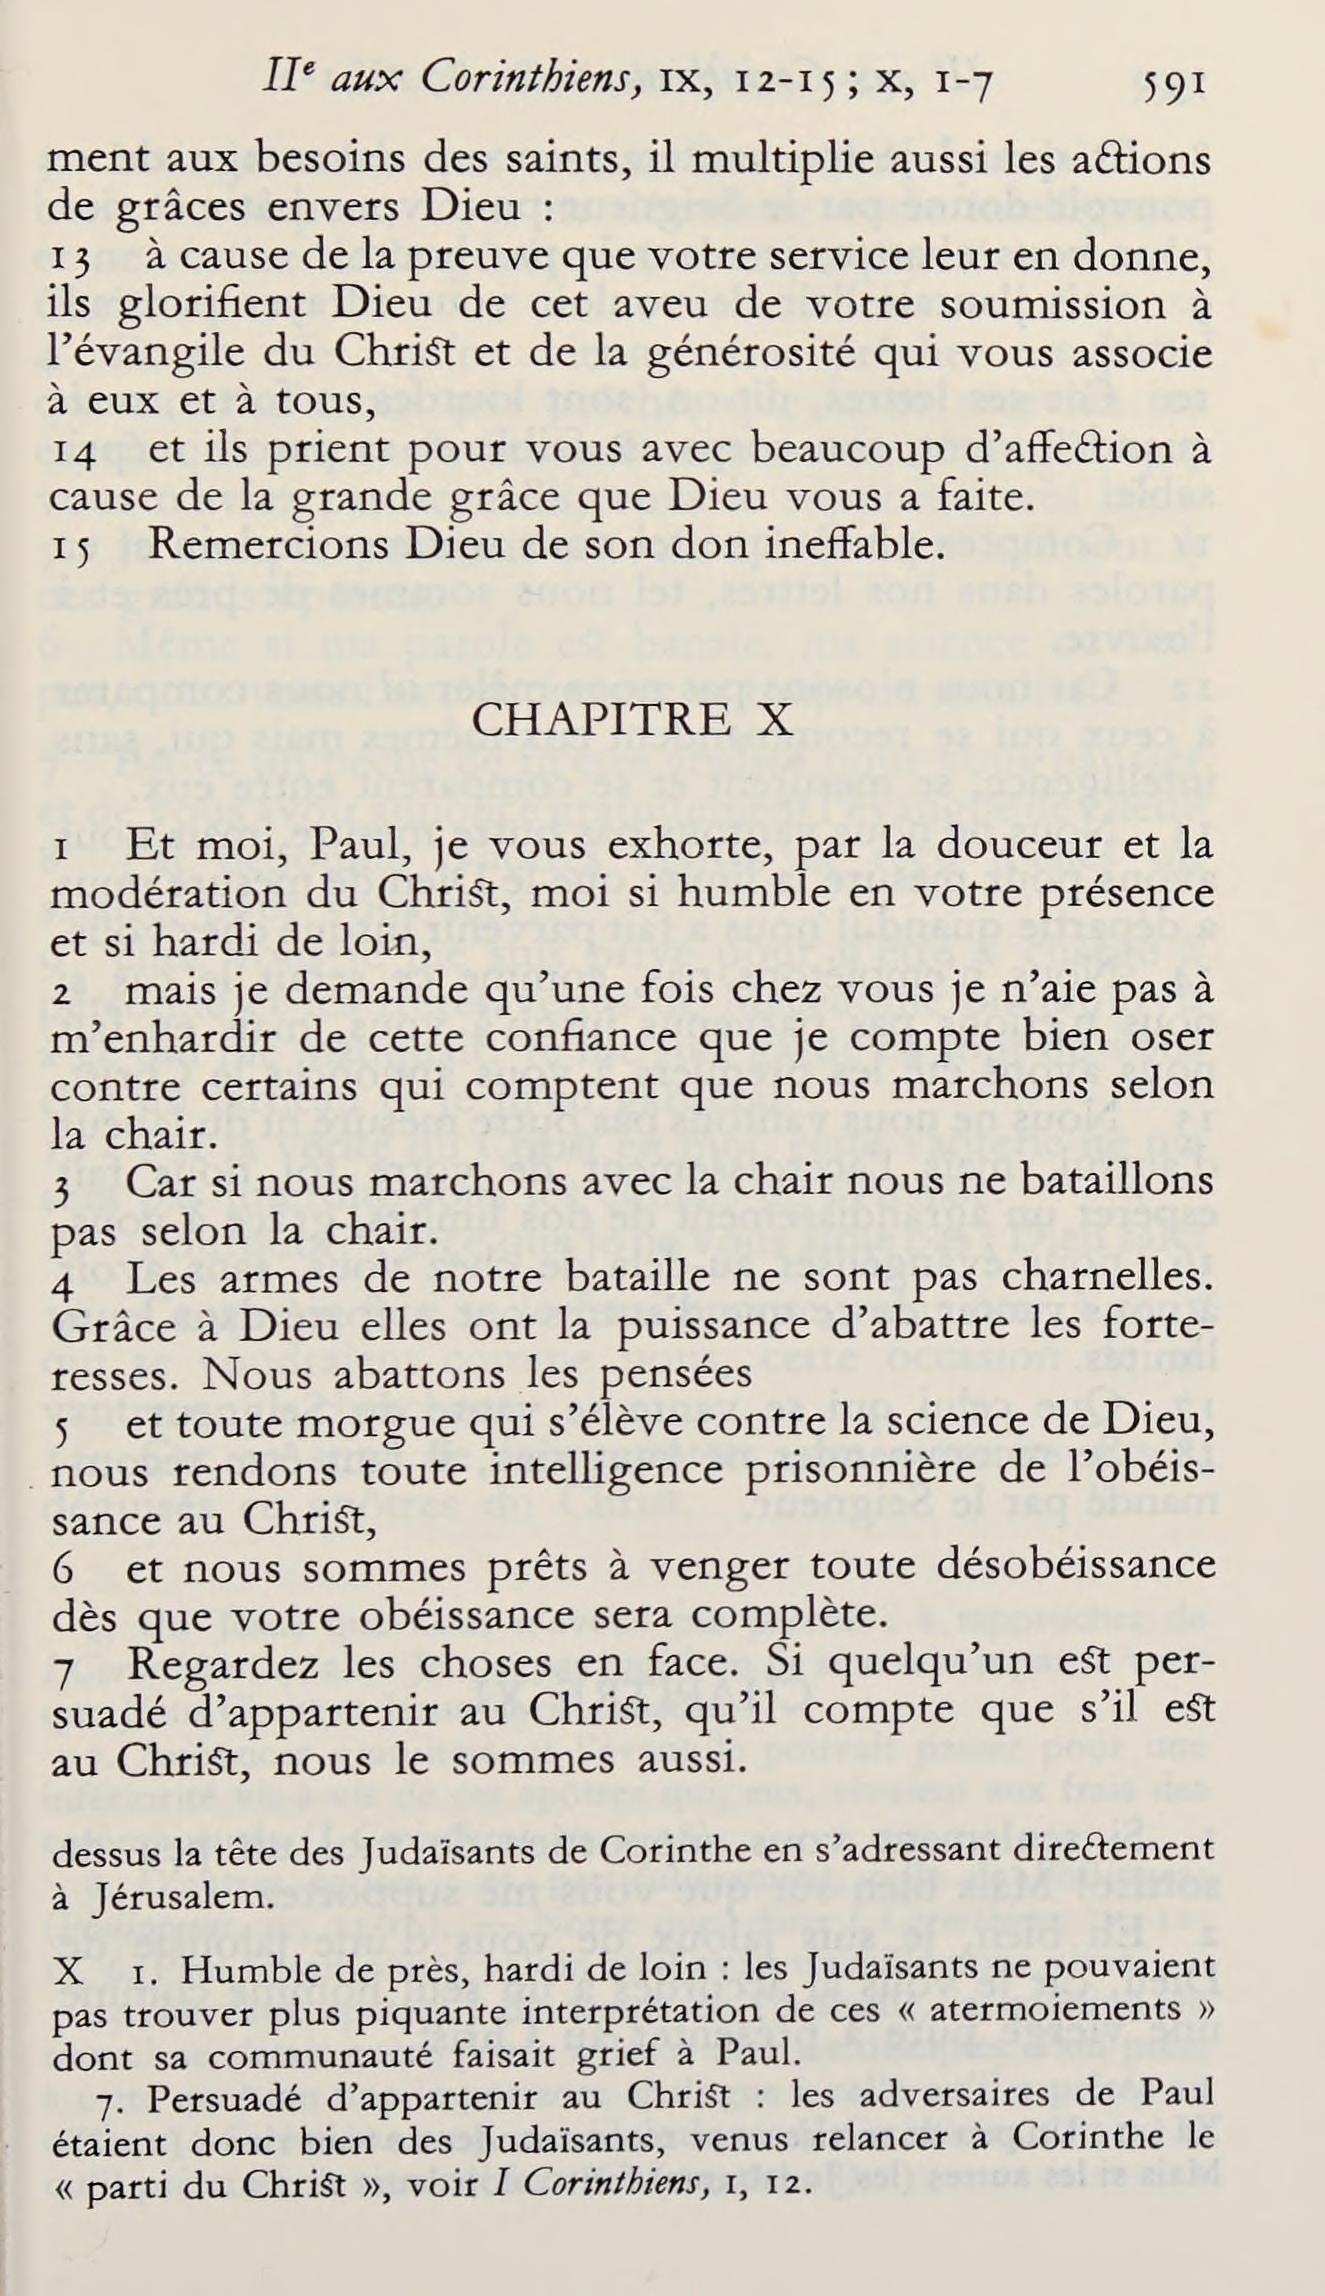 IIe aux Corinthiens, IX, 12-15; X, 1-7 591
ment aux besoins des saints, il multiplie aussi les actions
de grâces envers Dieu :
13 à cause de la preuve que votre service leur en donne,
ils glorifient Dieu de cet aveu de votre soumission à
l'évangile du Christ et de la générosité qui vous associe
à eux et à tous,
14 et ils prient pour vous avec beaucoup d'affection à
cause de la grande grâce que Dieu vous a faite.
15 Remercions Dieu de son don ineffable.
CHAPITRE X
1 Et moi, Paul, je vous exhorte, par la douceur et la
modération du Christ, moi si humble en votre présence
et si hardi de loin,
2 mais je demande qu'une fois chez vous je n'aie pas à
m'enhardir de cette confiance que je compte bien oser
contre certains qui comptent que nous marchons selon
la chair.
3 Car si nous marchons avec la chair nous ne bataillons
pas selon la chair.
4 Les armes de notre bataille ne sont pas charnelles.
Grâce à Dieu elles ont la puissance d'abattre les forte-
resses. Nous abattons les pensées
5 et toute morgue qui s'élève contre la science de Dieu,
nous rendons toute intelligence prisonnière de l'obéis-
sance au Christ,
6 et nous sommes prêts à venger toute désobéissance
dès que votre obéissance sera complète.
7 Regardez les choses en face. Si quelqu'un est per-
suadé d'appartenir au Christ, qu'il compte que s'il est
au Christ, nous le sommes aussi.
dessus la tête des Judaïsants de Corinthe en s'adressant directement
à Jérusalem.
X 1. Humble de près, hardi de loin : les Judaïsants ne pouvaient
pas trouver plus piquante interprétation de ces « atermoiements »
dont sa communauté faisait grief à Paul.
7. Persuadé d'appartenir au Christ : les adversaires de Paul
étaient donc bien des Judaïsants, venus relancer à Corinthe le
« parti du Christ », voir I Corinthiens, I, 12.